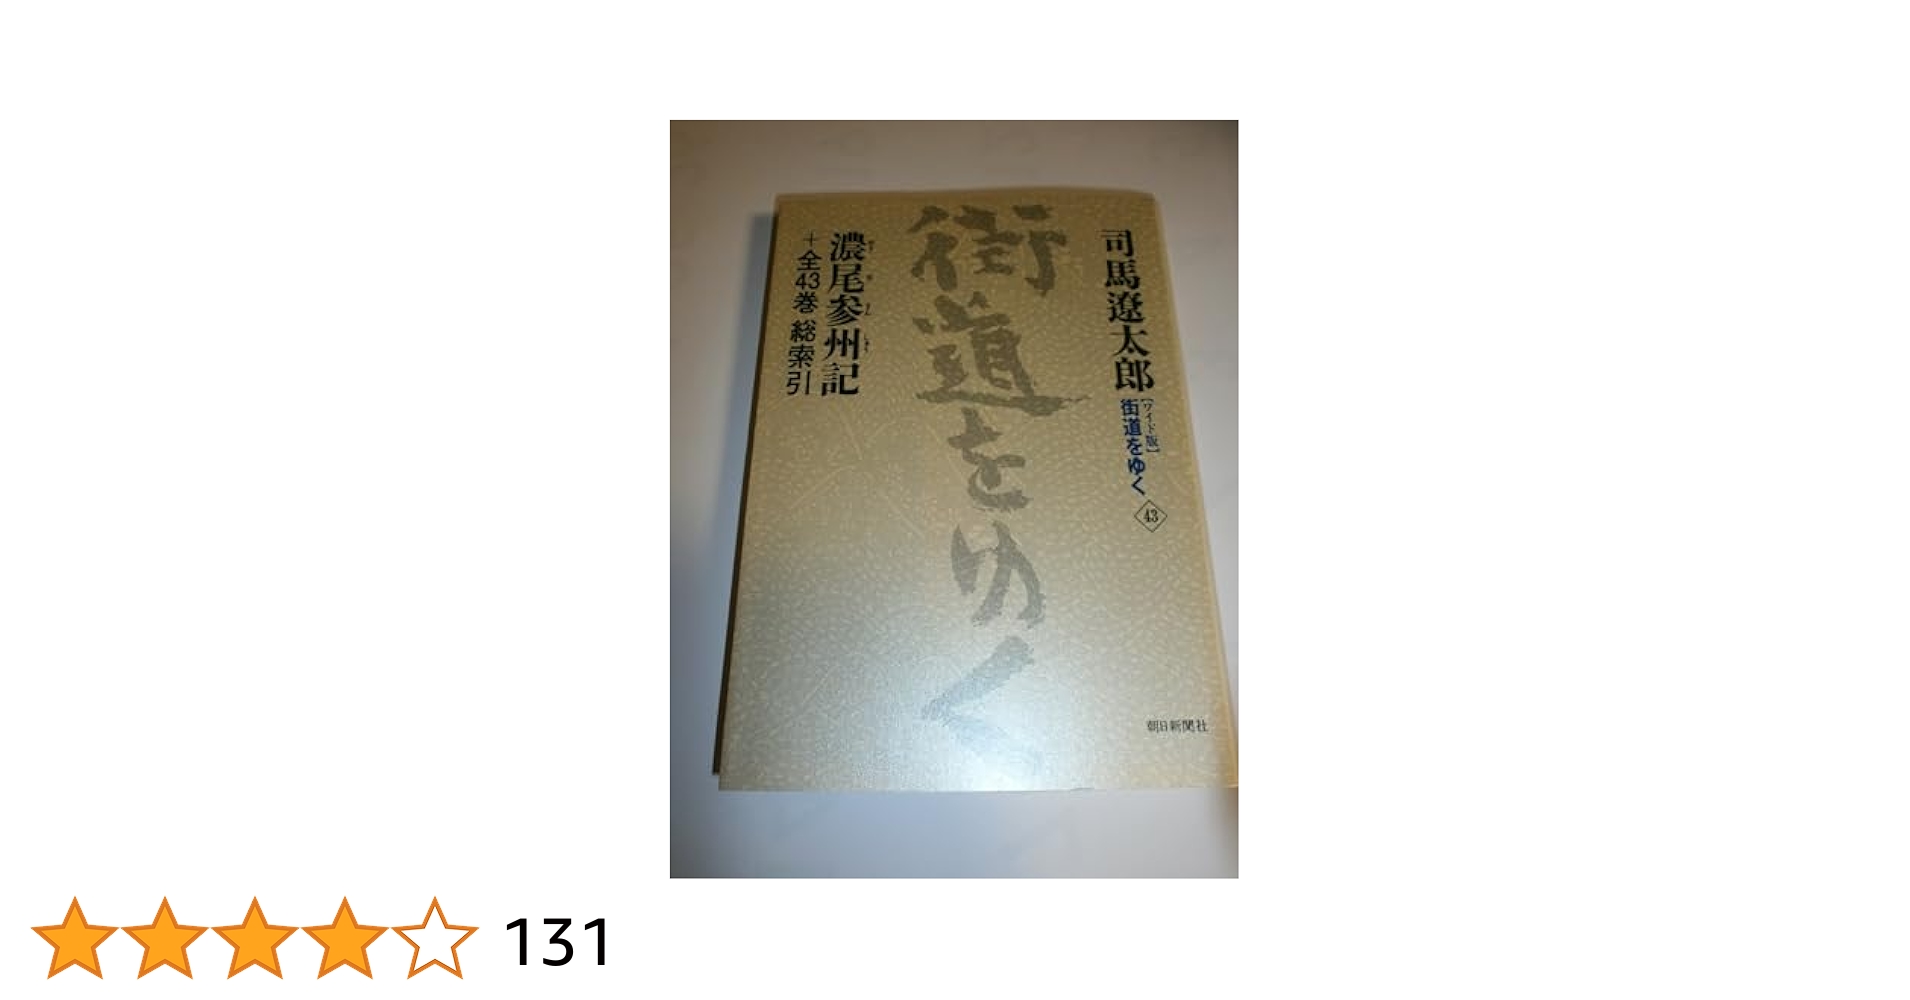 司馬遼太郎
［ワイド版］
街道をゆく
43
街道をゆく
濃尾参州記
＋全43巻 総索引
朝日新聞社
131